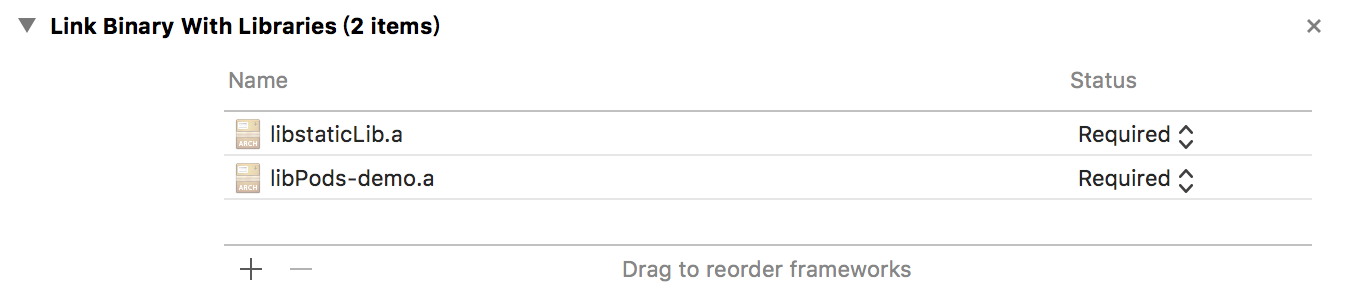 Link Binary With Libraries (2 items)
Name Status
ARCH libstaticLib.a Required
ARCH libPods-demo.a Required
Drag to reorder frameworks